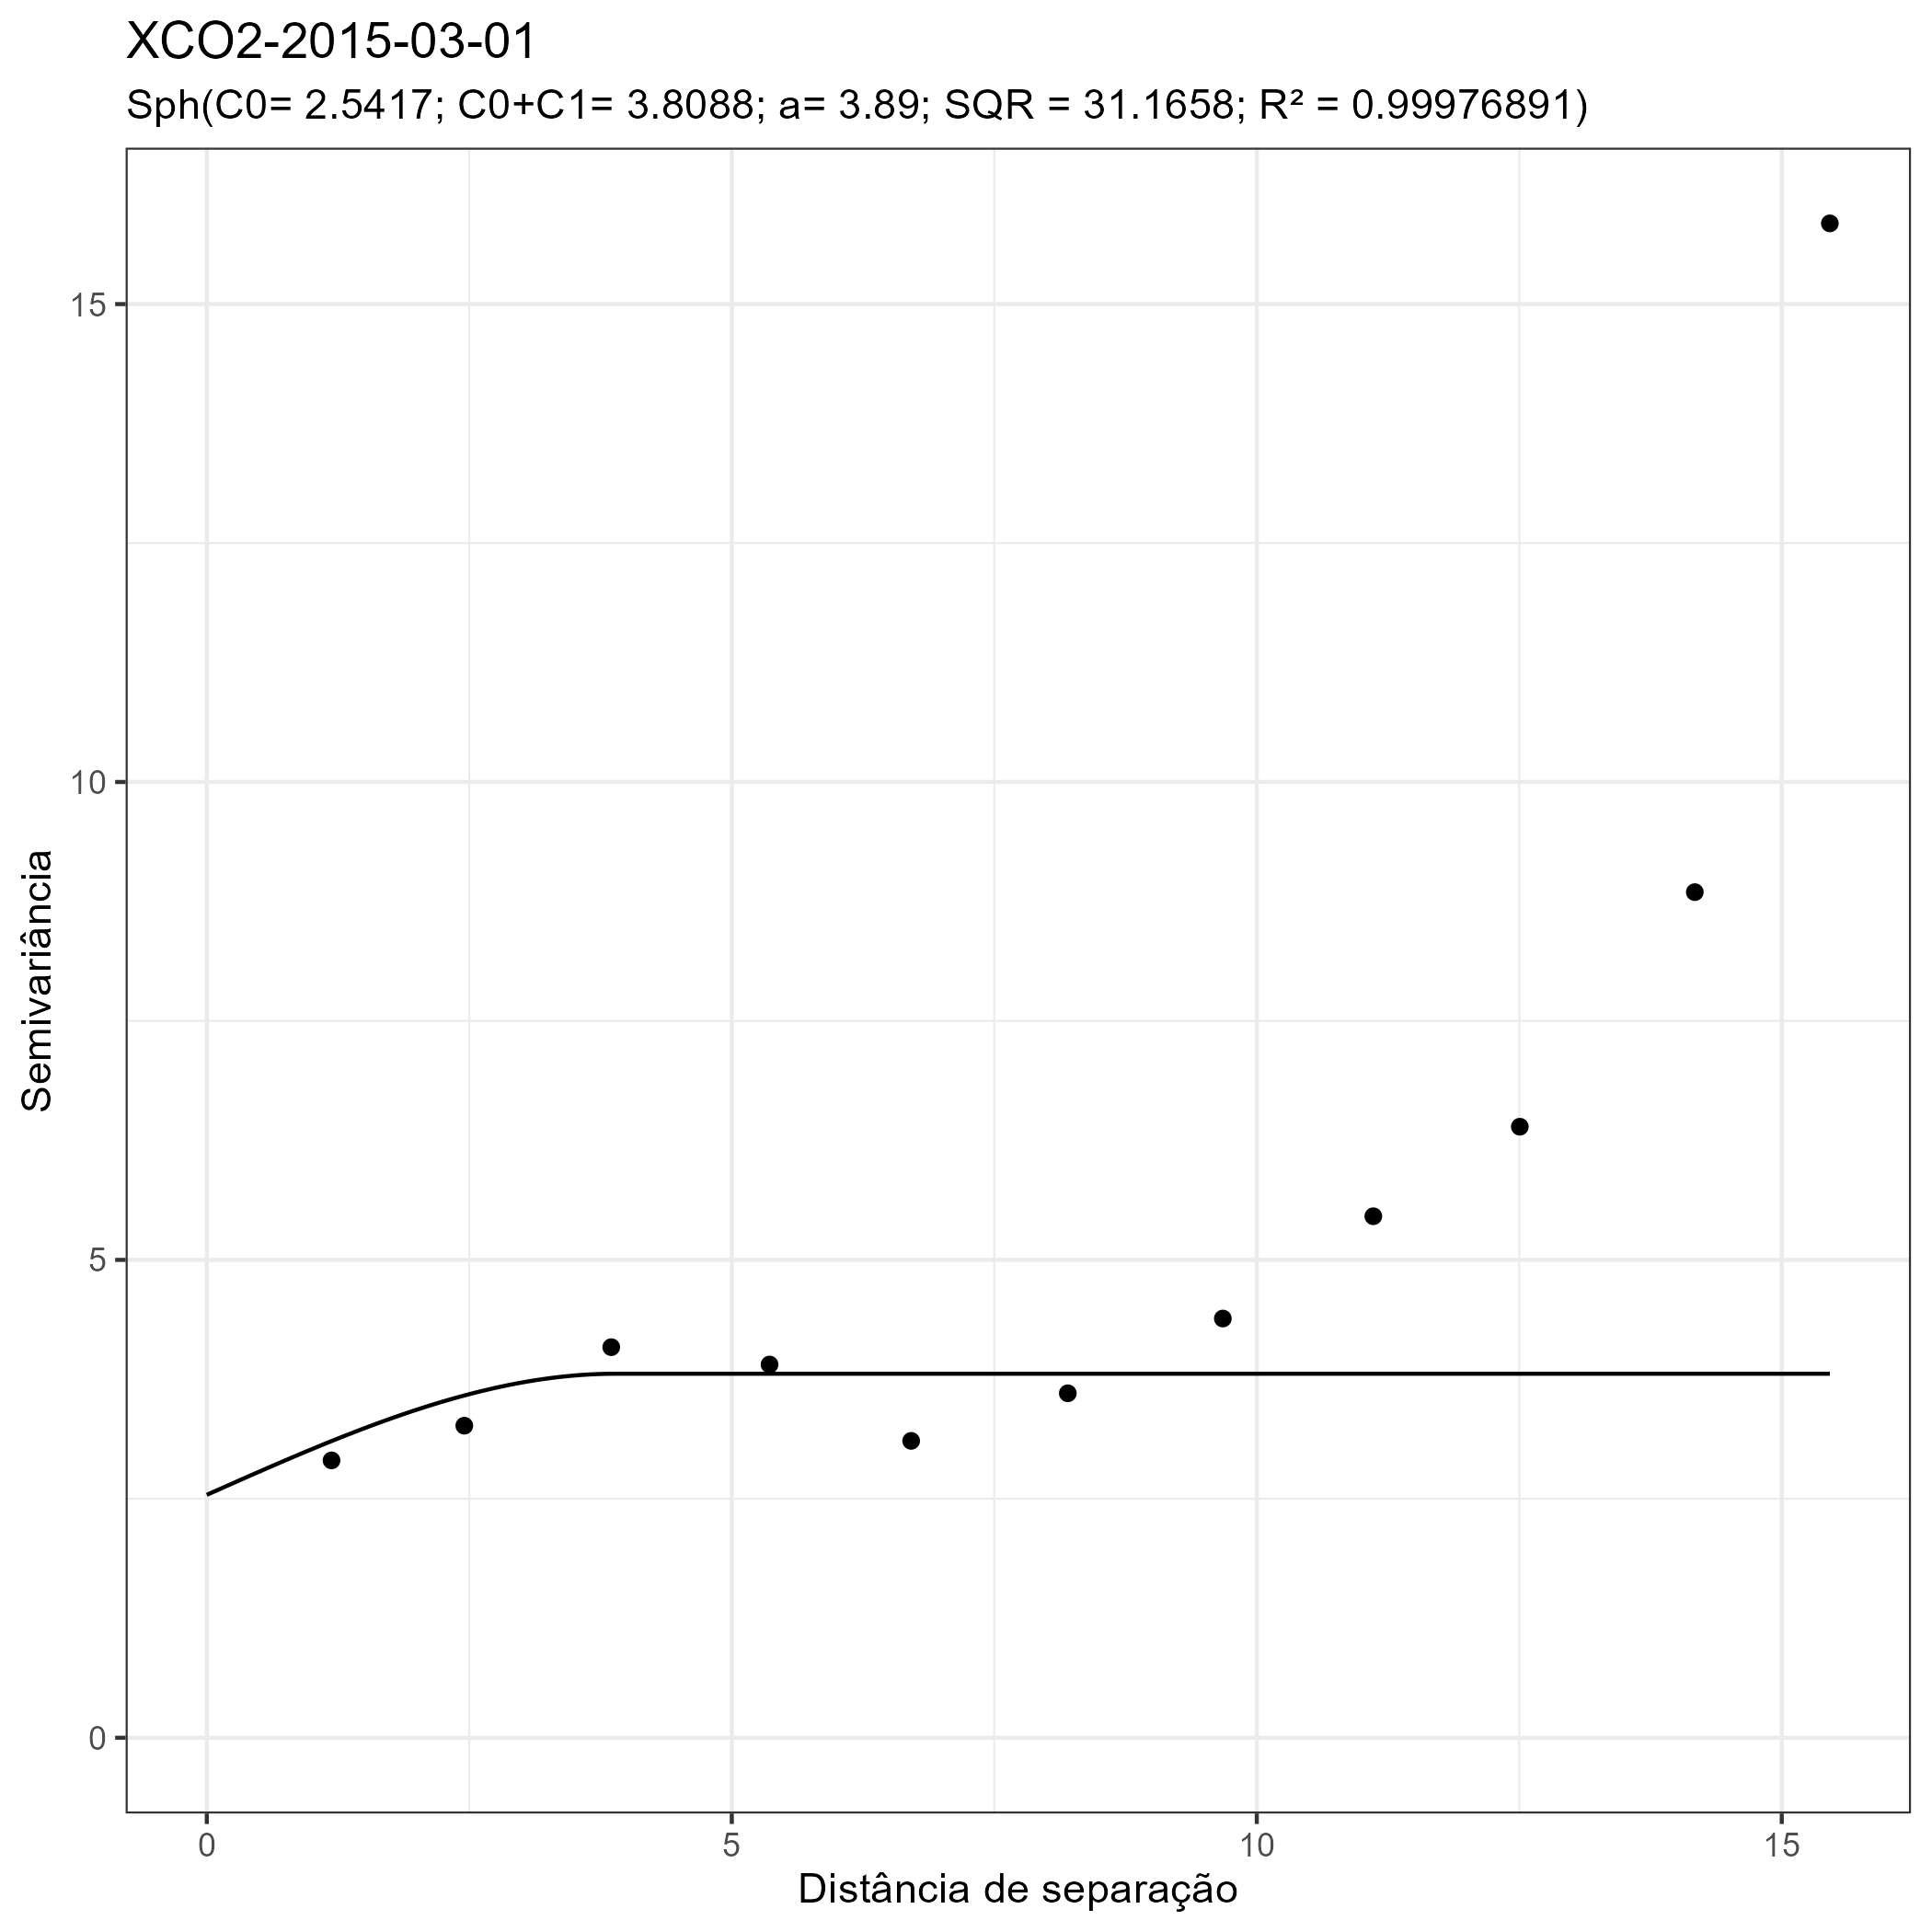 XCO2-2015-03-01
Sph(C0= 2.5417; C0+C1= 3.8088; a= 3.89; SQR = 31.1658; R² = 0.99976891)
15
10
5
0
Semivariância
0 5 10 15
Distância de separação